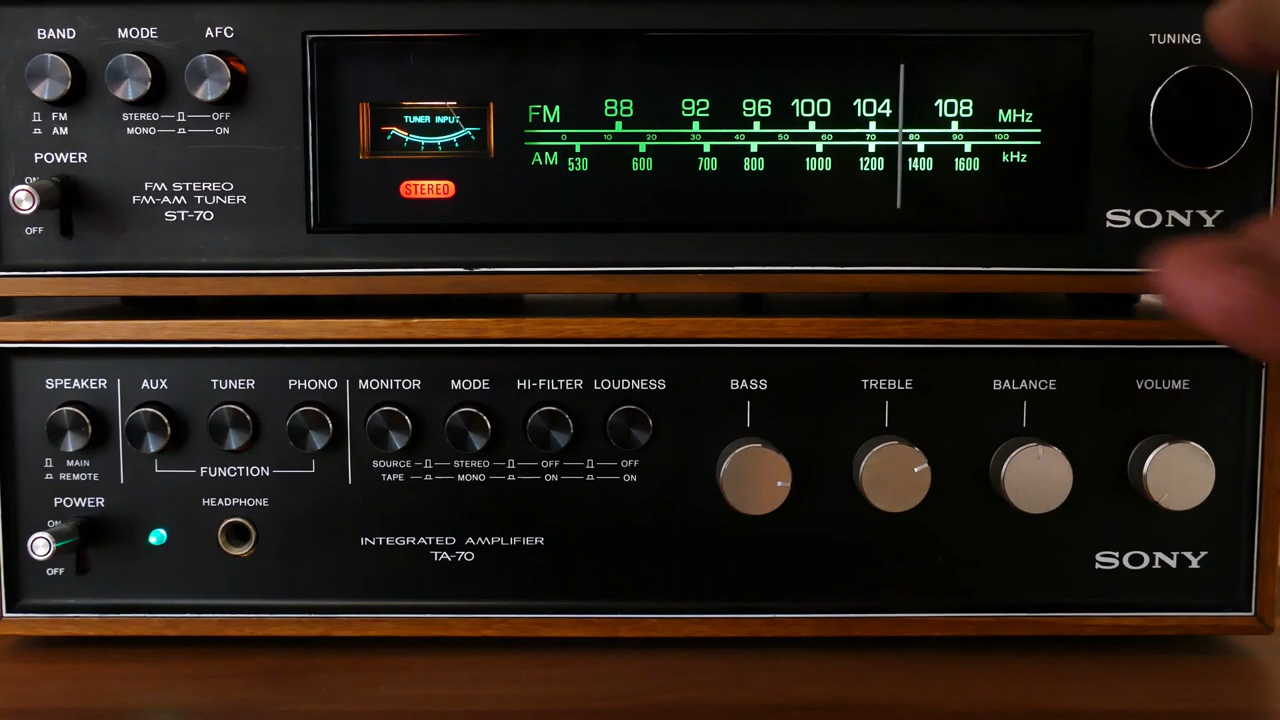 BAND MODE AFC
TUNING
FM
AM
STEREO OFF
MONO ON
POWER
ON
OFF
FM STEREO
FM-AM TUNER
ST-70
TUNER INPUT
STEREO
FM 88 92 96 100 104 108 MHz
0 10 20 30 40 50 60 70 80 90 100
AM 530 600 700 800 1000 1200 1400 1600 kHz
SONY
SPEAKER AUX TUNER PHONO MONITOR MODE HI-FILTER LOUDNESS BASS TREBLE BALANCE VOLUME
MAIN
REMOTE
FUNCTION
SOURCE STEREO OFF OFF
TAPE MONO ON ON
POWER
ON
OFF
HEADPHONE
INTEGRATED AMPLIFIER
TA-70
SONY